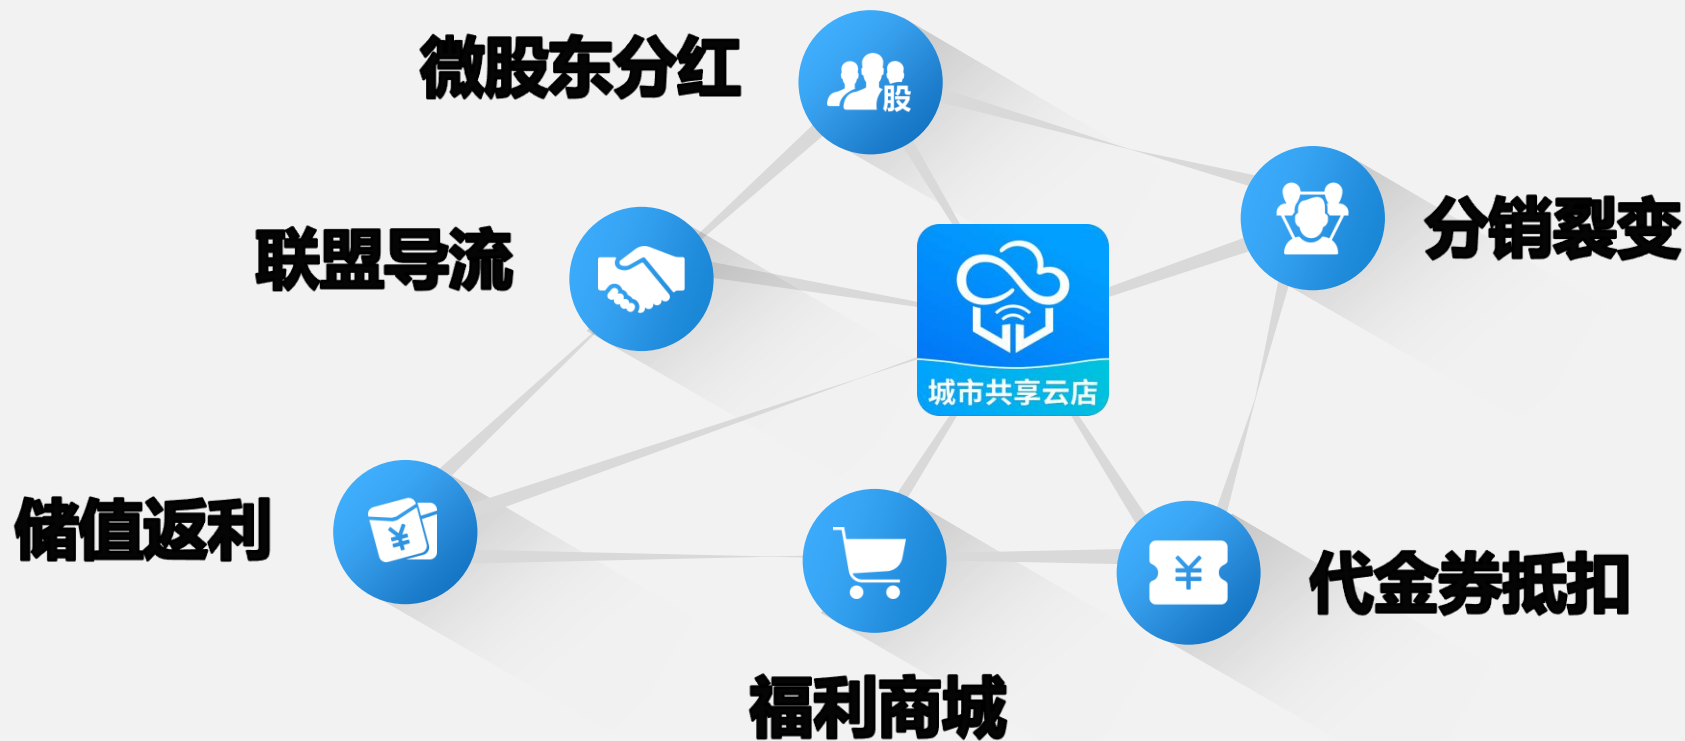 微股东分红
股
分销裂变
联盟导流
城市共享云店
储值返利
¥
¥
代金券抵扣
福利商城